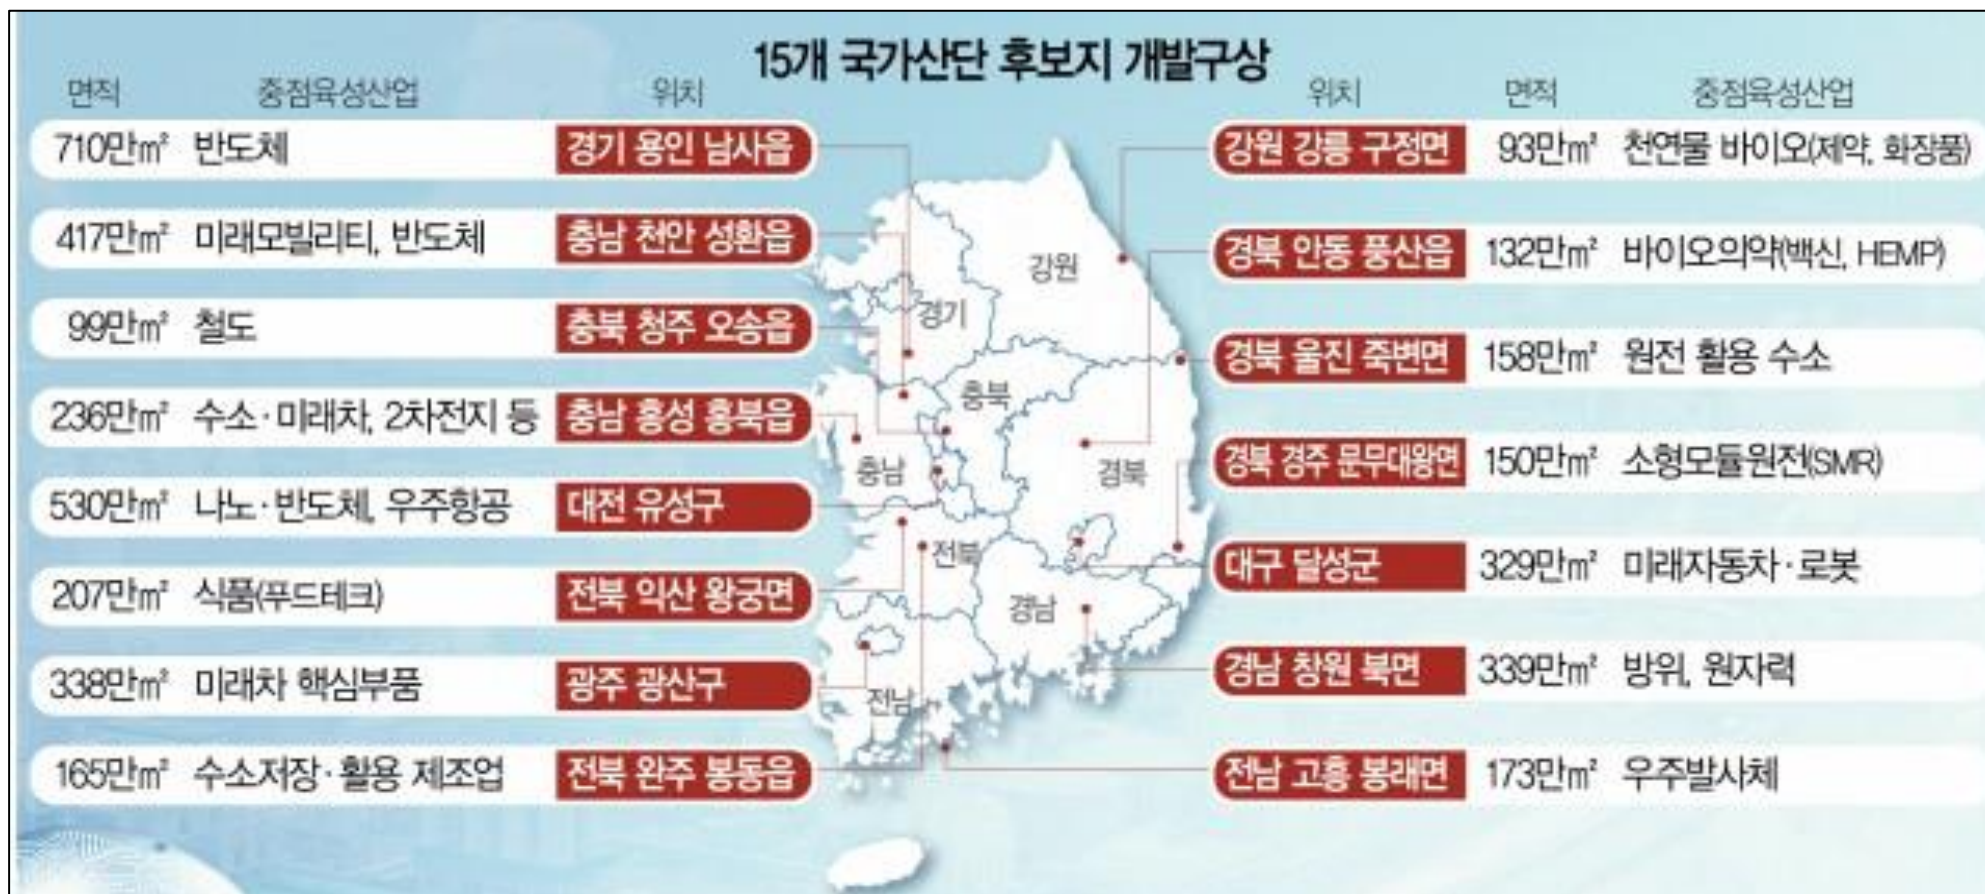 15개 국가산단 후보지 개발구상
면적 중점육성산업 위치
710만㎡ 반도체 경기 용인 남사읍
417만㎡ 미래모빌리티, 반도체 충남 천안 성환읍
99만㎡ 철도 충북 청주 오송읍
236만㎡ 수소·미래차, 2차전지 등 충남 홍성 홍북읍
530만㎡ 나노·반도체, 우주항공 대전 유성구
207만㎡ 식품(푸드테크) 전북 익산 왕궁면
338만㎡ 미래차 핵심부품 광주 광산구
165만㎡ 수소저장·활용 제조업 전북 완주 봉동읍
강원
경기
충북
충남
경북
전북
경남
전남
위치 면적 중점육성산업
강원 강릉 구정면 93만㎡ 천연물 바이오(제약, 화장품)
경북 안동 풍산읍 132만㎡ 바이오의약(백신, HEMP)
경북 울진 죽변면 158만㎡ 원전 활용 수소
경북 경주 문무대왕면 150만㎡ 소형모듈원전(SMR)
대구 달성군 329만㎡ 미래자동차·로봇
경남 창원 북면 339만㎡ 방위, 원자력
전남 고흥 봉래면 173만㎡ 우주발사체